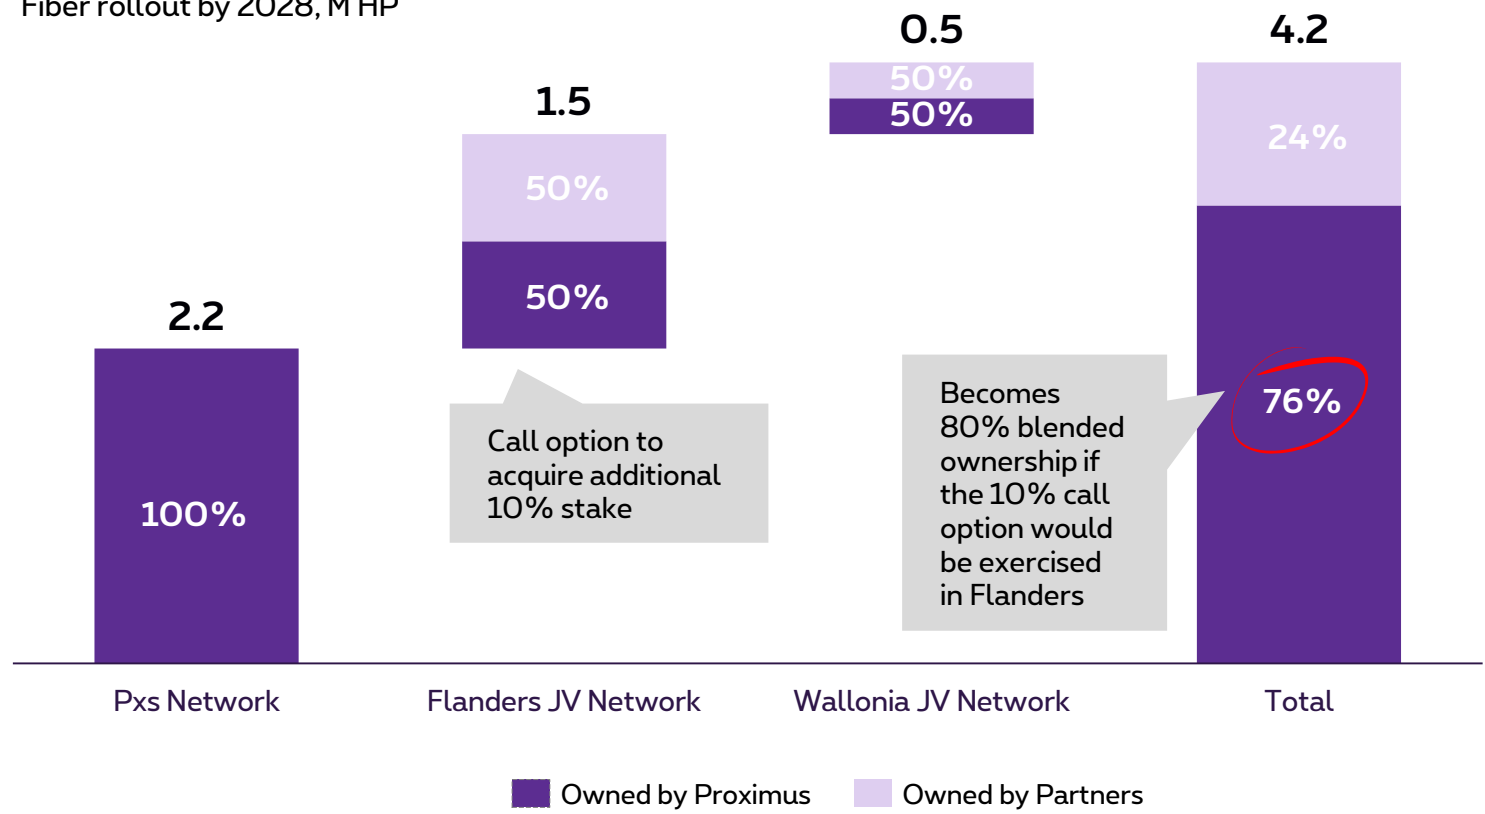 Fiber rollout by 2028, M HP
0.5
4.2
50%
50%
1.5
24%
50%
50%
2.2
100%
Call option to
acquire additional
10% stake
Becomes
80% blended
ownership if
the 10% call
option would
be exercised
in Flanders
76%
Pxs Network
Flanders JV Network
Wallonia JV Network
Total
Owned by Proximus
Owned by Partners